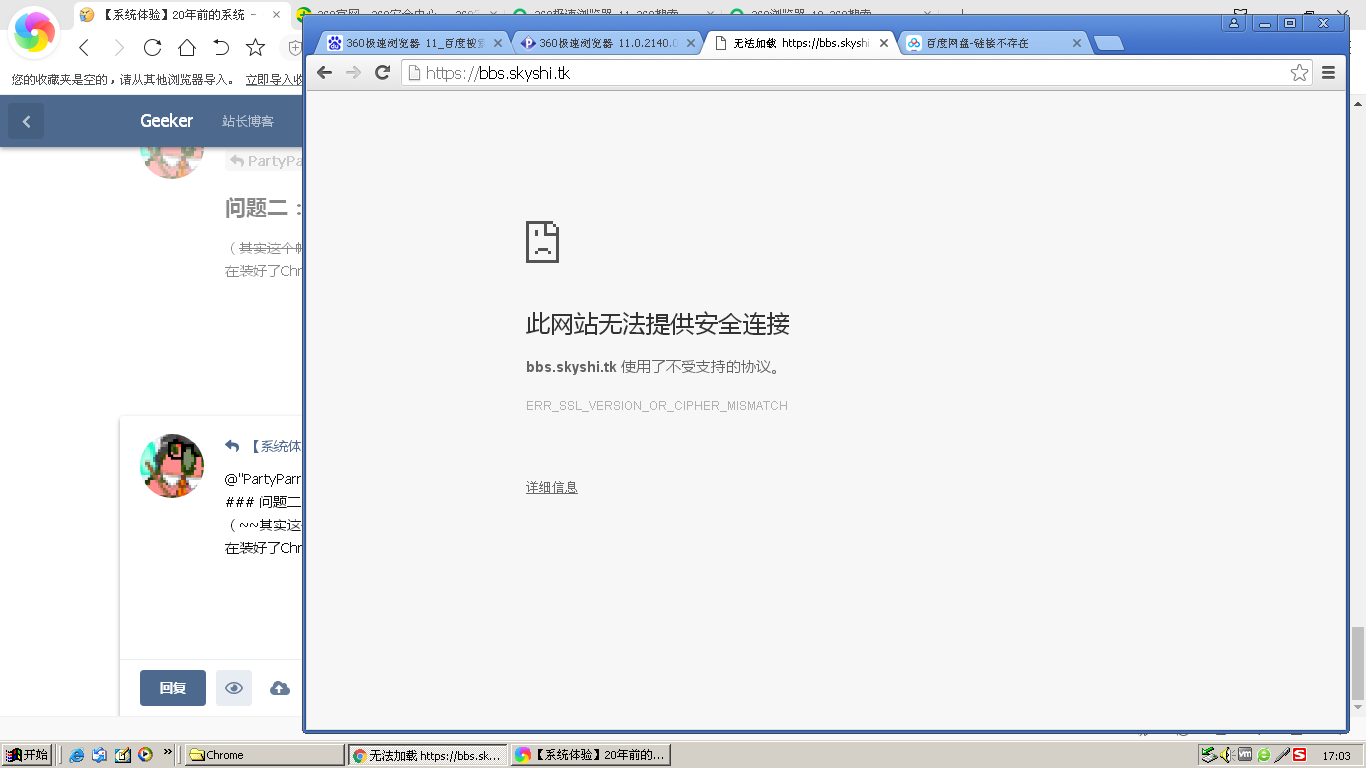 【系统体验】20年前的系统
您的收藏夹是空的，请从其他浏览器导入。 立即导入收
Geeker 站长博客
PartyPa
问题二：
（其实这个帖
在装好了Chr
【系统体
@"PartyParr
### 问题二
（~~其实这个
在装好了Chr
回复
360极速浏览器 11_百度搜索
360极速浏览器 11.0.2140.0
无法加载 https://bbs.skyshi
百度网盘-链接不存在
https://bbs.skyshi.tk
此网站无法提供安全连接
bbs.skyshi.tk 使用了不受支持的协议。
ERR_SSL_VERSION_OR_CIPHER_MISMATCH
详细信息
开始
Chrome
无法加载 https://bbs.sk...
【系统体验】20年前的...
17:03